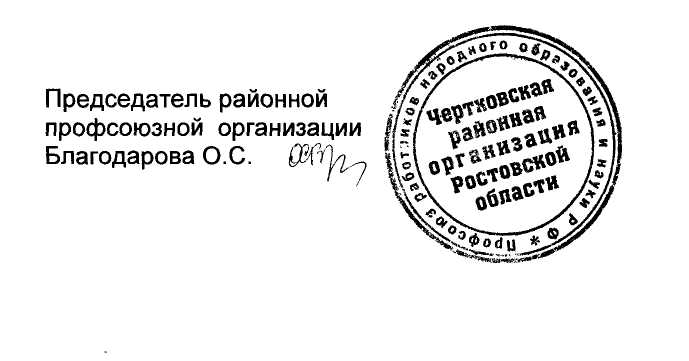 Председатель районной
профсоюзной организации
Благодарова О.С.
Профсоюз работников народного образования и науки РФ *
Чертковская
районная
организация
Ростовской
области